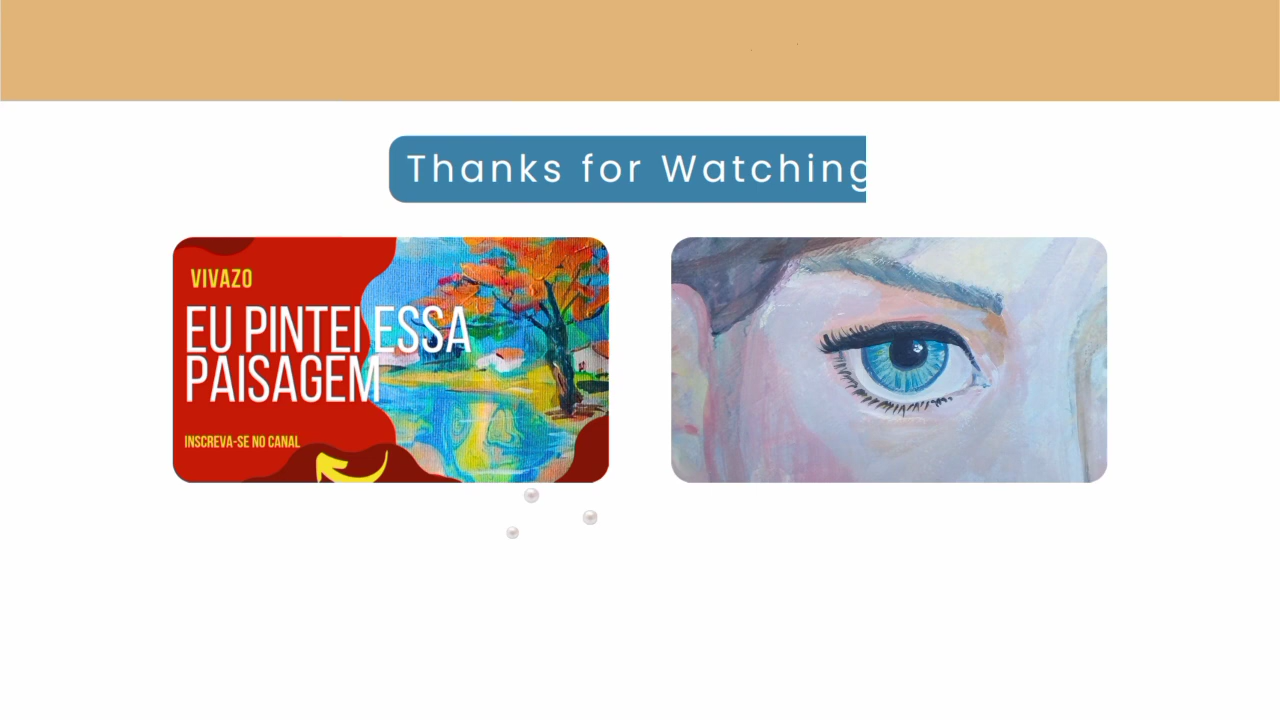 Thanks for Watching
VIVAZO
EU PINTEI ESSA
PAISAGEM
INSCREVA-SE NO CANAL